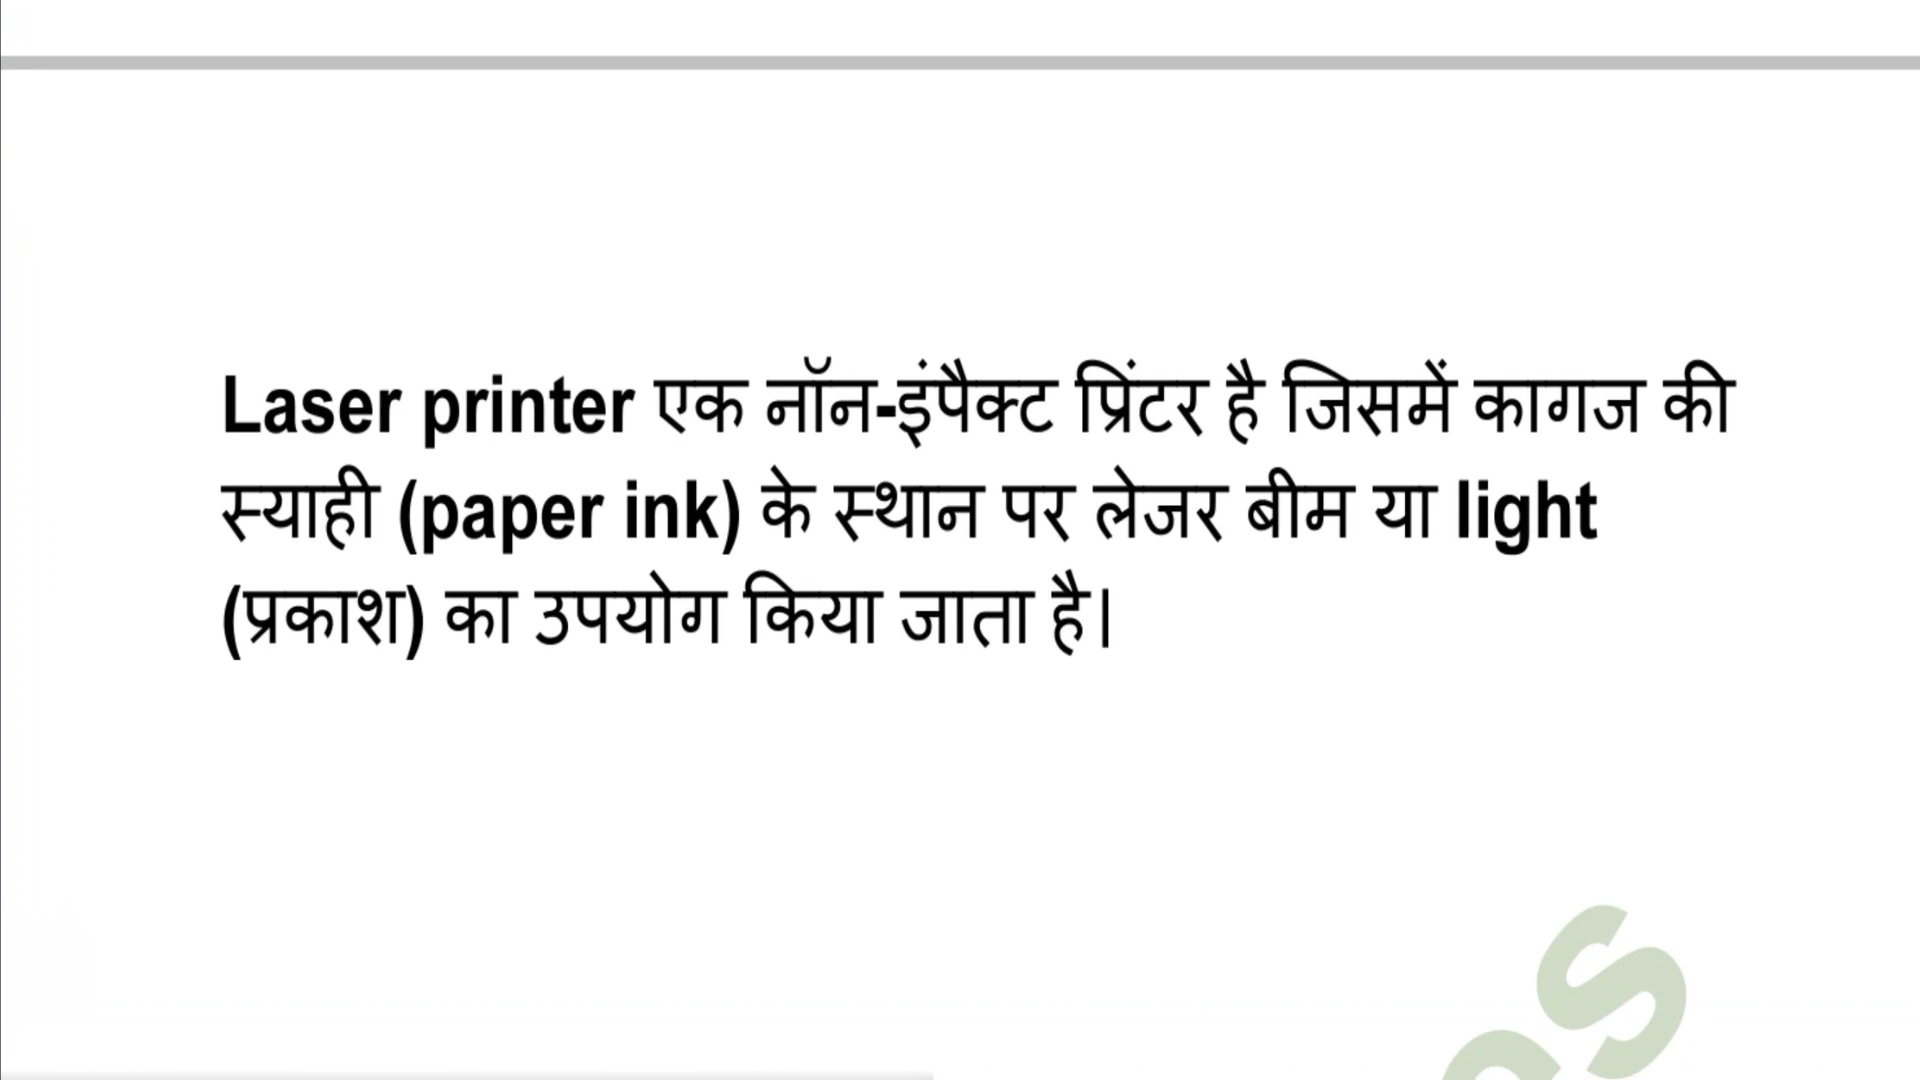 Laser printer एक नॉन-इंपैक्ट प्रिंटर है जिसमें कागज की
स्याही (paper ink) के स्थान पर लेजर बीम या light
(प्रकाश) का उपयोग किया जाता है।